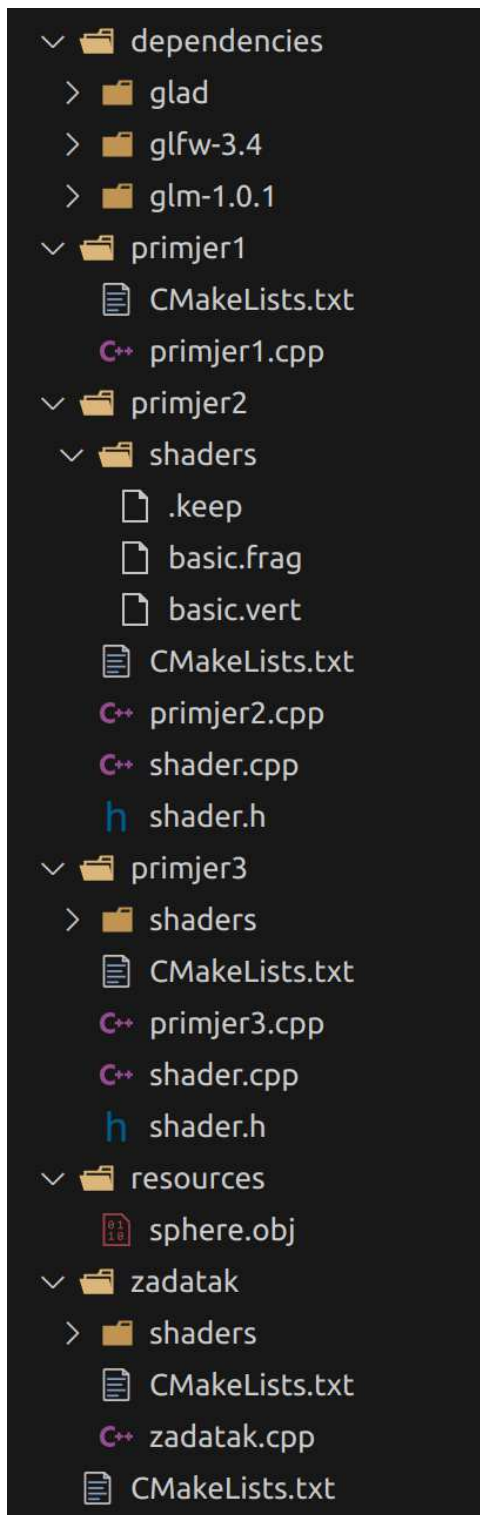 dependencies
glad
glfw-3.4
glm-1.0.1
primjer1
CMakeLists.txt
C++ primjer1.cpp
primjer2
shaders
.keep
basic.frag
basic.vert
CMakeLists.txt
C++ primjer2.cpp
C++ shader.cpp
h shader.h
primjer3
shaders
CMakeLists.txt
C++ primjer3.cpp
C++ shader.cpp
h shader.h
resources
sphere.obj
zadatak
shaders
CMakeLists.txt
C++ zadatak.cpp
CMakeLists.txt